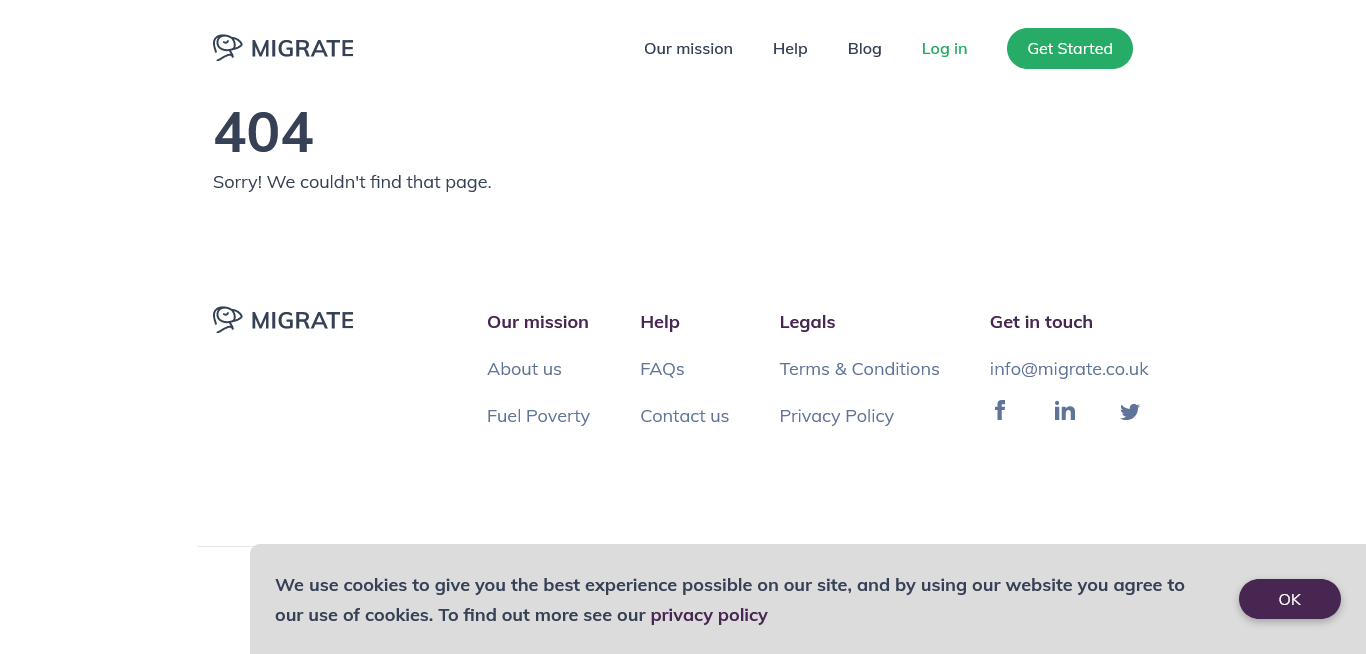 MIGRATE
Our mission
Help
Blog
Log in
Get Started
404
Sorry! We couldn't find that page.
MIGRATE
Our mission
About us
Fuel Poverty
Help
FAQs
Contact us
Legals
Terms & Conditions
Privacy Policy
Get in touch
info@migrate.co.uk
We use cookies to give you the best experience possible on our site, and by using our website you agree to
our use of cookies. To find out more see our privacy policy
OK